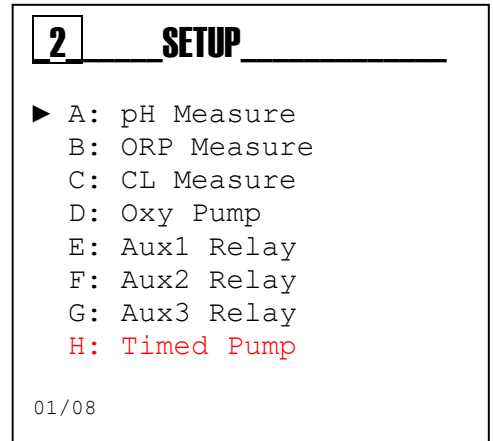 2 SETUP
► A: pH Measure
B: ORP Measure
C: CL Measure
D: Oxy Pump
E: Aux1 Relay
F: Aux2 Relay
G: Aux3 Relay
H: Timed Pump
01/08